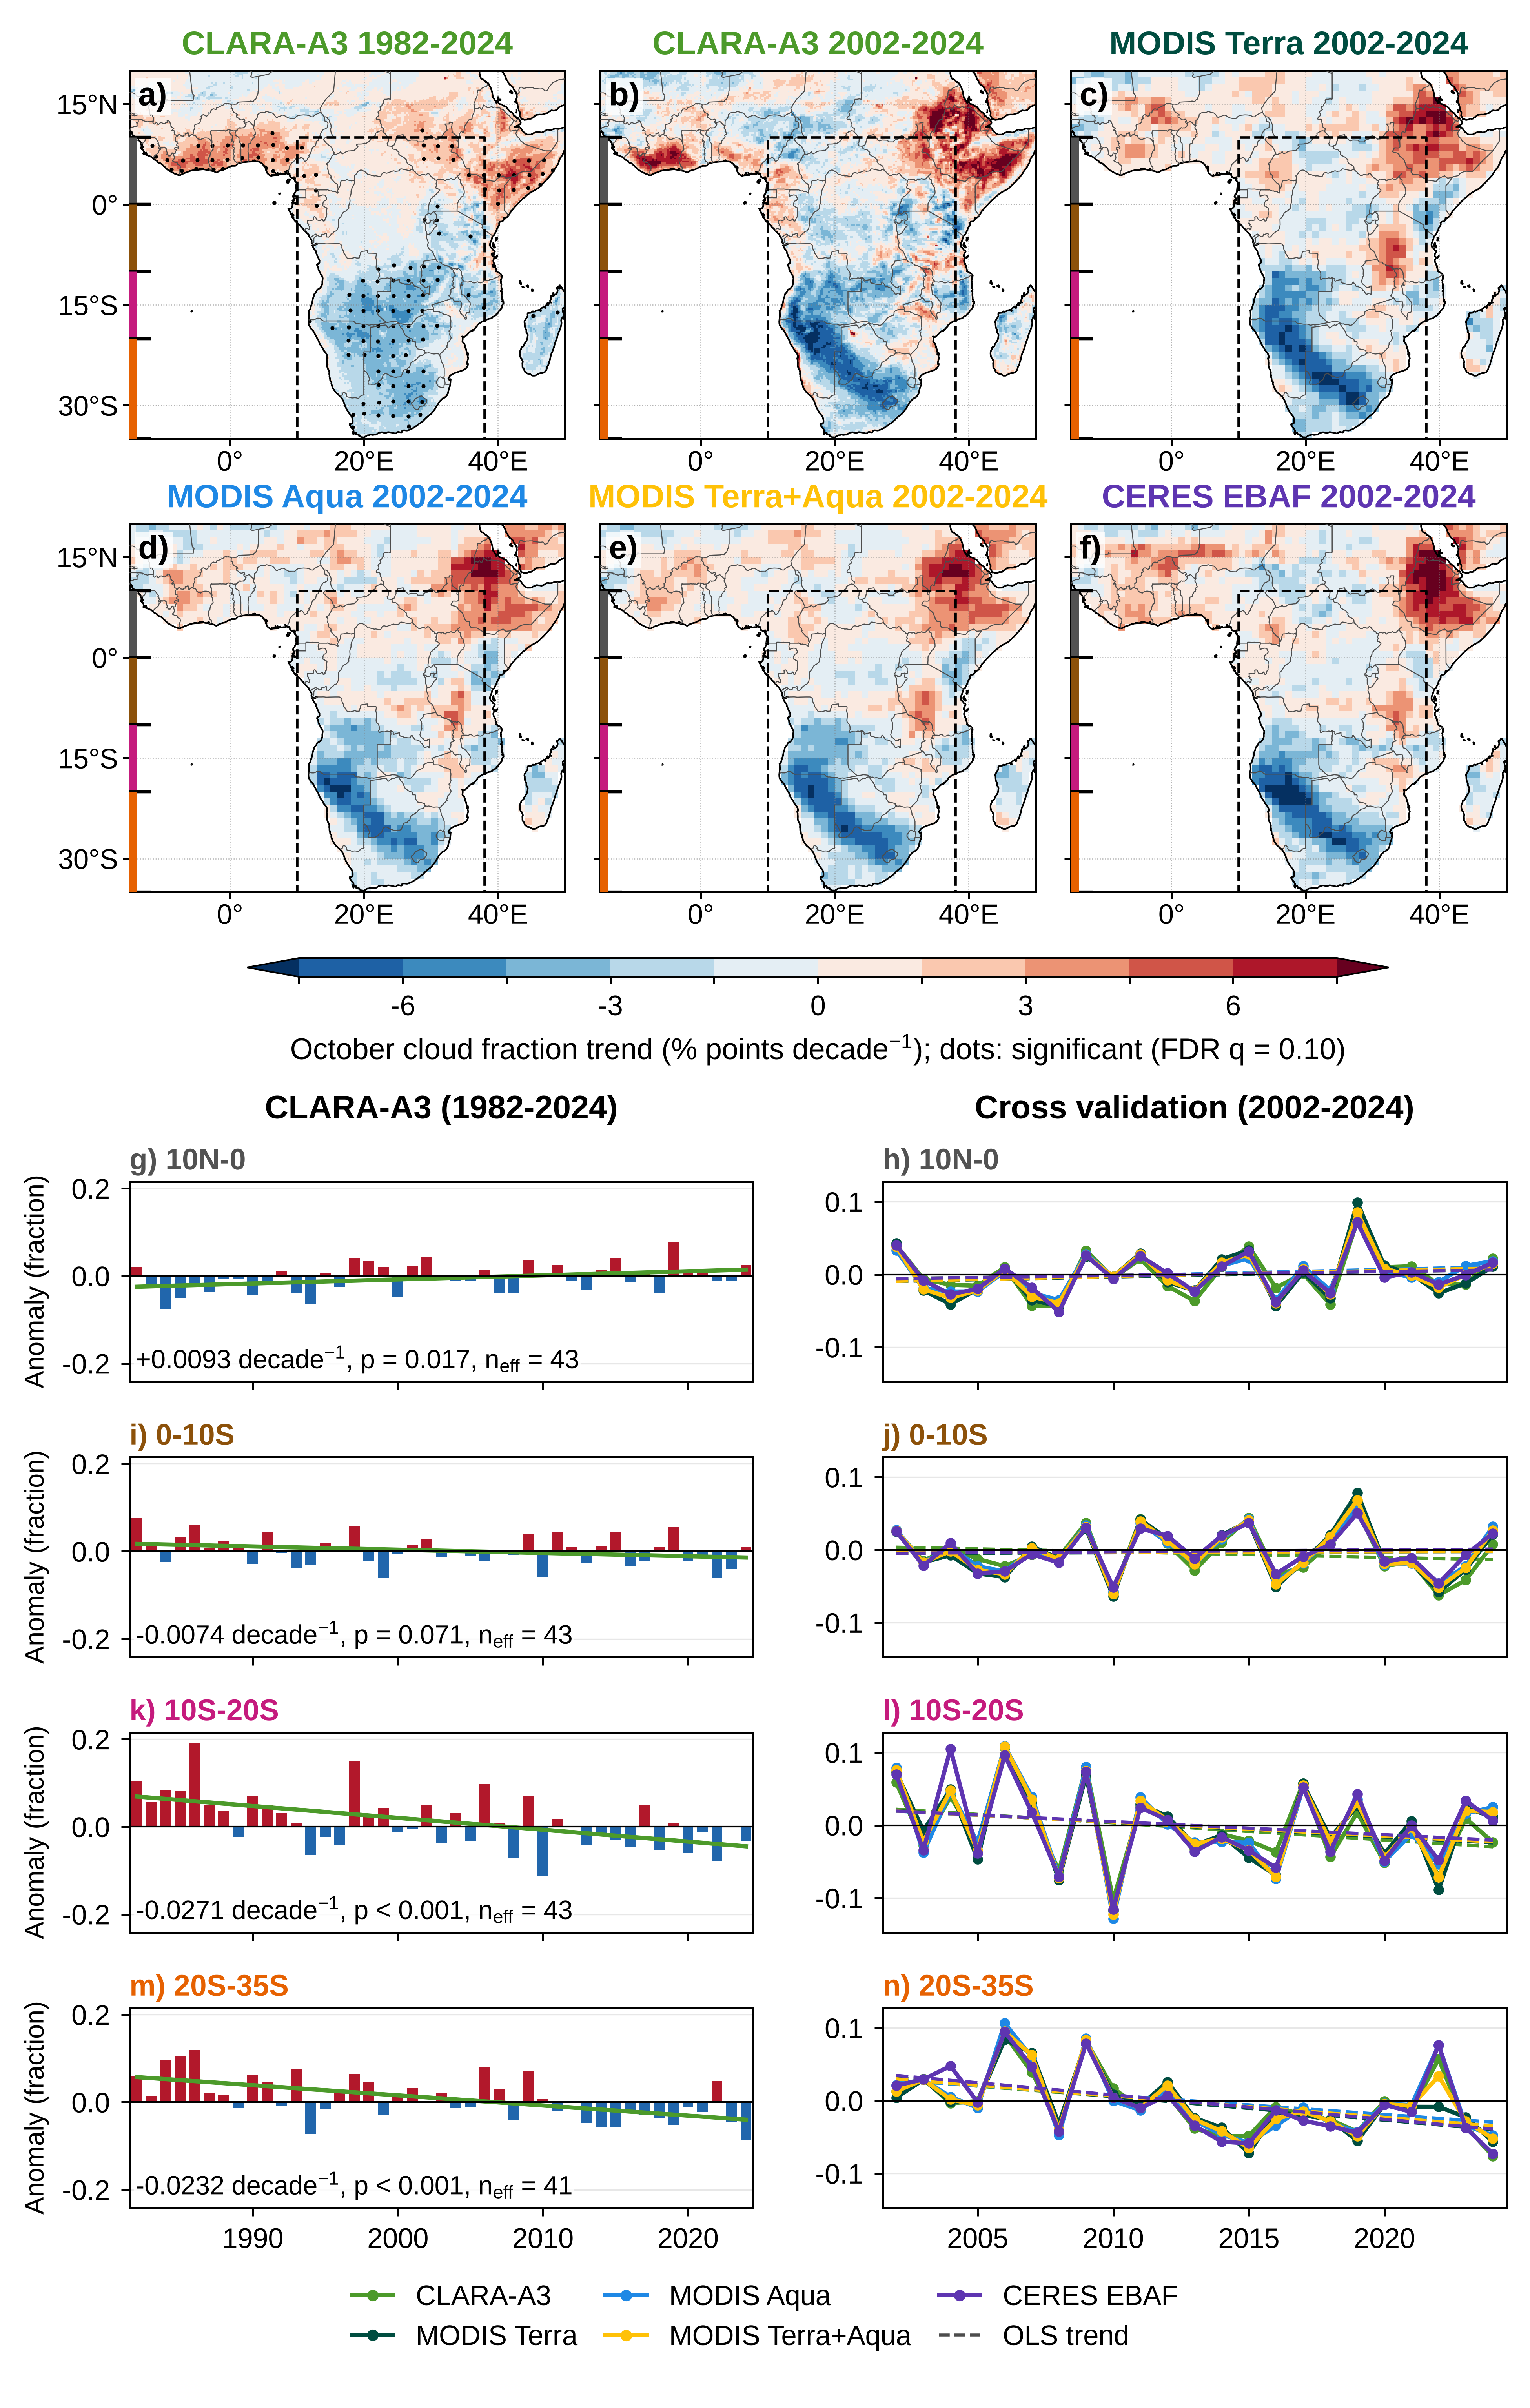 CLARA-A3 1982-2024
CLARA-A3 2002-2024
MODIS Terra 2002-2024
a)
b)
c)
15°N
0°
15°S
30°S
0°
20°E
40°E
0°
20°E
40°E
0°
20°E
40°E
MODIS Aqua 2002-2024
MODIS Terra+Aqua 2002-2024
CERES EBAF 2002-2024
d)
e)
f)
15°N
0°
15°S
30°S
0°
20°E
40°E
0°
20°E
40°E
0°
20°E
40°E
-6
-3
0
3
6
October cloud fraction trend (% points decade⁻¹); dots: significant (FDR q = 0.10)
CLARA-A3 (1982-2024)
Cross validation (2002-2024)
g) 10N-0
Anomaly (fraction)
0.2
0.0
-0.2
+0.0093 decade⁻¹, p = 0.017, neff = 43
h) 10N-0
0.1
0.0
-0.1
i) 0-10S
Anomaly (fraction)
0.2
0.0
-0.2
-0.0074 decade⁻¹, p = 0.071, neff = 43
j) 0-10S
0.1
0.0
-0.1
k) 10S-20S
Anomaly (fraction)
0.2
0.0
-0.2
-0.0271 decade⁻¹, p < 0.001, neff = 43
l) 10S-20S
0.1
0.0
-0.1
m) 20S-35S
Anomaly (fraction)
0.2
0.0
-0.2
-0.0232 decade⁻¹, p < 0.001, neff = 41
1990
2000
2010
2020
n) 20S-35S
0.1
0.0
-0.1
2005
2010
2015
2020
CLARA-A3
MODIS Aqua
CERES EBAF
MODIS Terra
MODIS Terra+Aqua
OLS trend